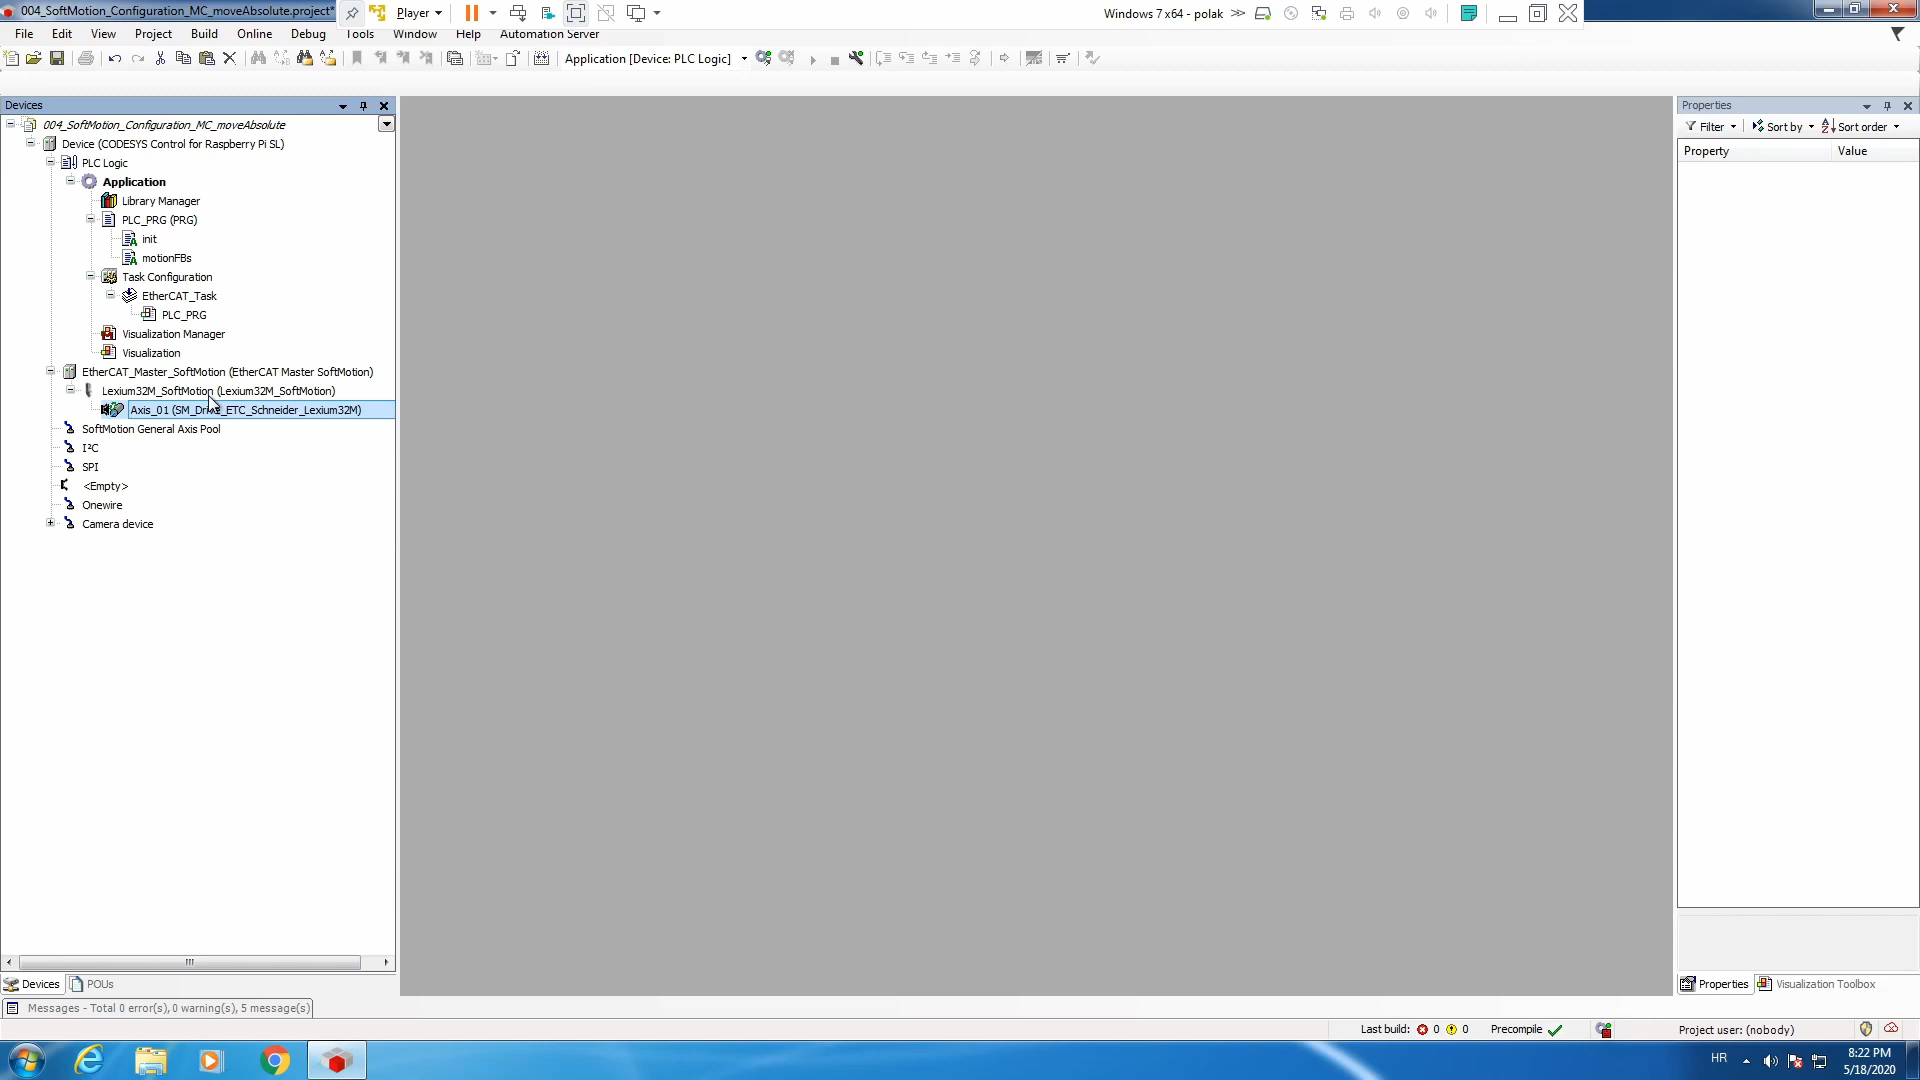 004_SoftMotion_Configuration_MC_moveAbsolute.project*
Player
Windows 7 x64 - polak
File Edit View Project Build Online Debug Tools Window Help Automation Server
Application [Device: PLC Logic]
Devices
004_SoftMotion_Configuration_MC_moveAbsolute
Device (CODESYS Control for Raspberry Pi SL)
PLC Logic
Application
Library Manager
PLC_PRG (PRG)
init
motionFBs
Task Configuration
EtherCAT_Task
PLC_PRG
Visualization Manager
Visualization
EtherCAT_Master_SoftMotion (EtherCAT Master SoftMotion)
Lexium32M_SoftMotion (Lexium32M_SoftMotion)
Axis_01 (SM_Drive_ETC_Schneider_Lexium32M)
SoftMotion General Axis Pool
I²C
SPI
<Empty>
Onewire
Camera device
Devices POUs
Messages - Total 0 error(s), 0 warning(s), 5 message(s)
Properties
Filter Sort by Sort order
Property Value
Properties Visualization Toolbox
Last build: 0 0 Precompile Project user: (nobody)
HR 8:22 PM
5/18/2020